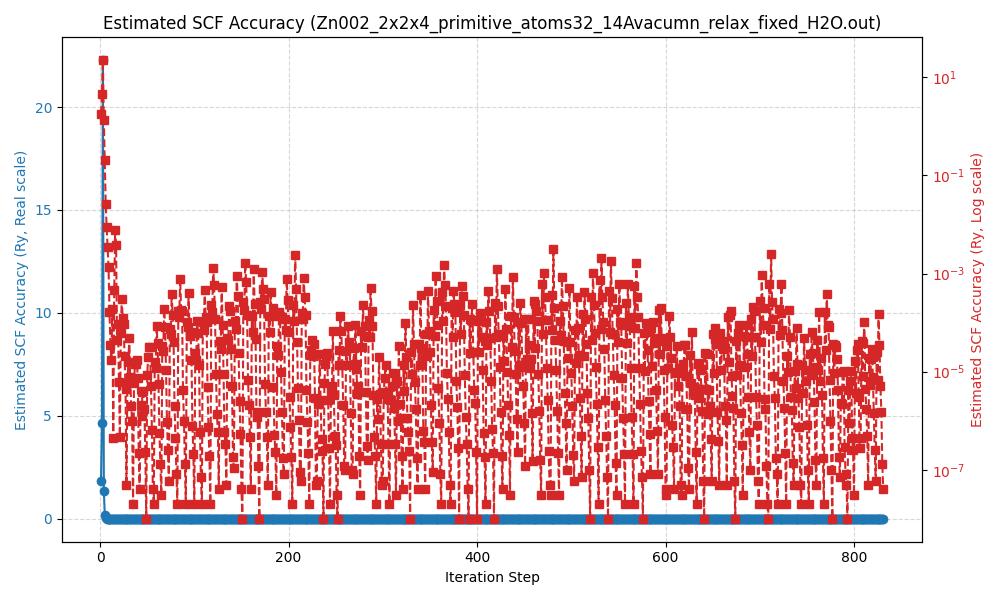 Estimated SCF Accuracy (Zn002_2x2x4_primitive_atoms32_14Avacumn_relax_fixed_H2O.out)
Estimated SCF Accuracy (Ry, Real scale)
20
15
10
5
0
10^1
10^-1
10^-3
10^-5
10^-7
Estimated SCF Accuracy (Ry, Log scale)
0 200 400 600 800
Iteration Step